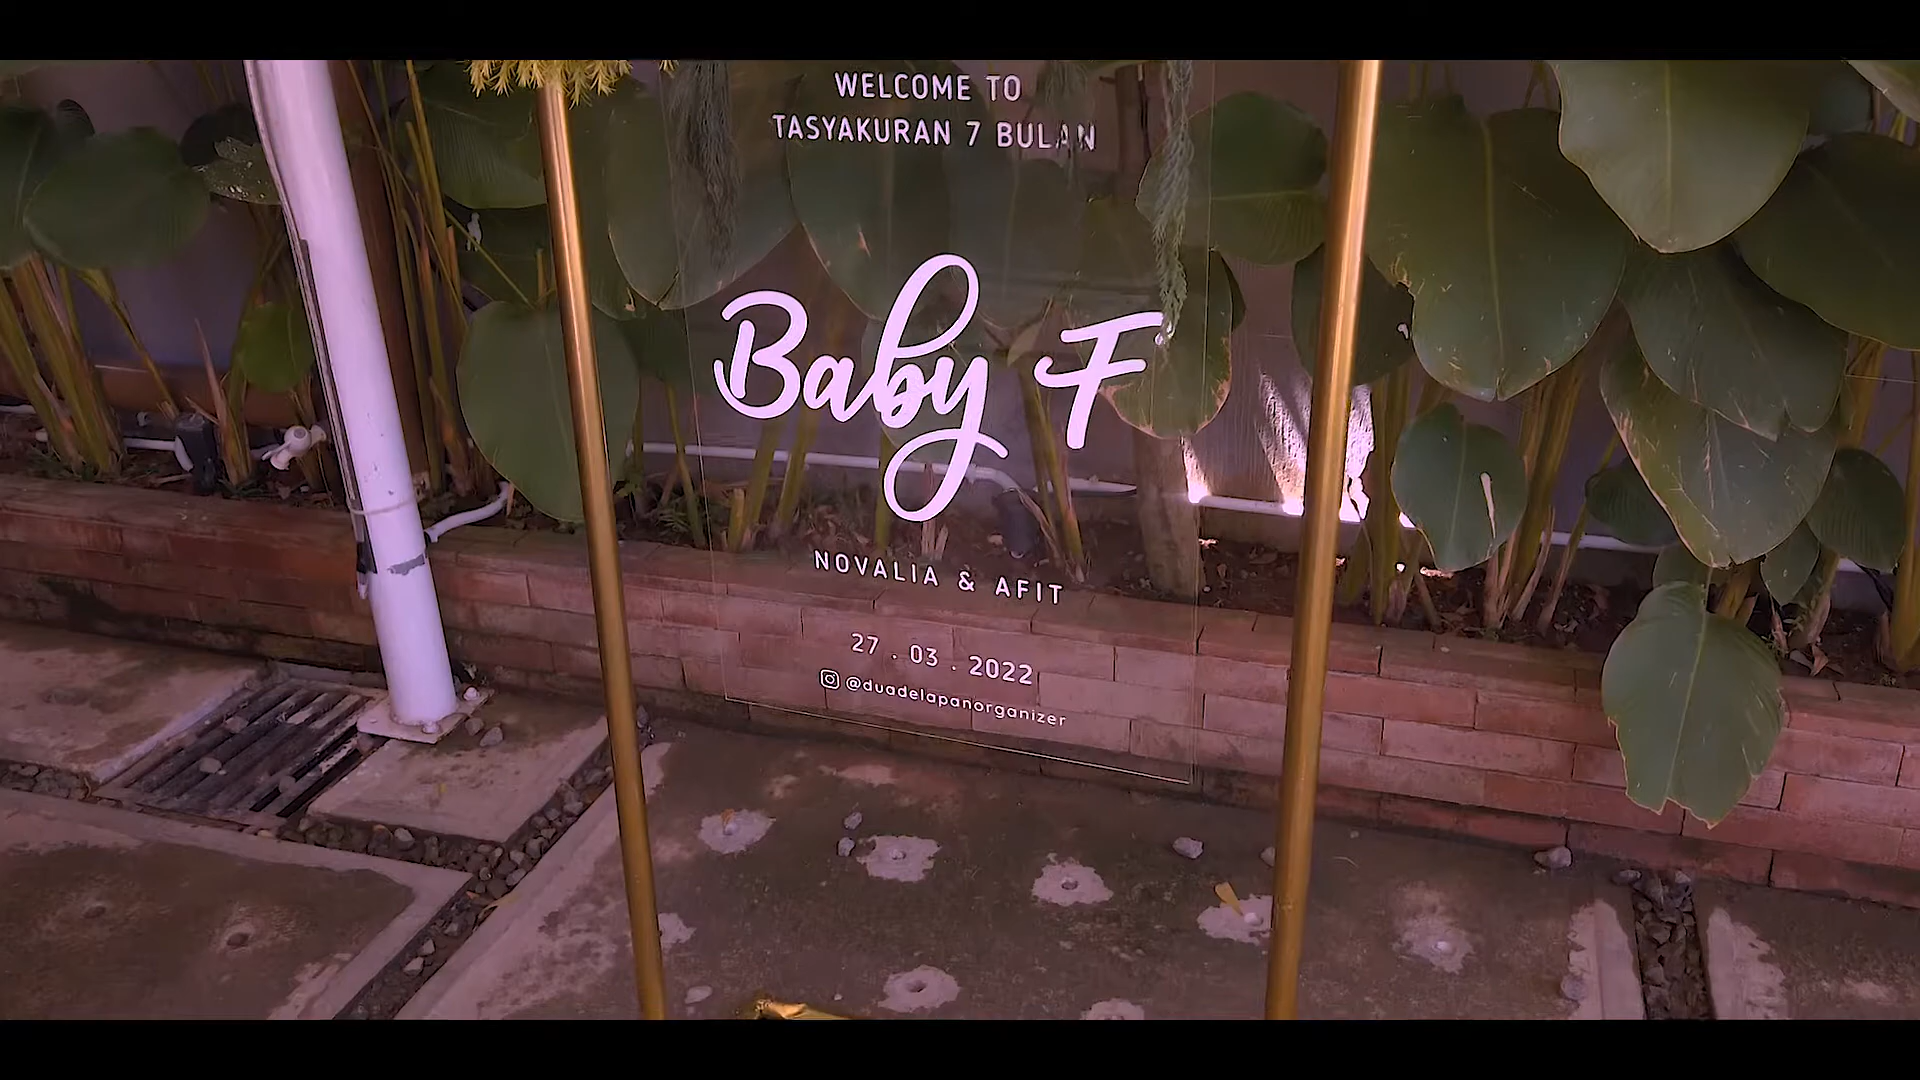 WELCOME TO
TASYAKURAN 7 BULAN
Baby F
NOVALIA & AFIT
27 . 03 . 2022
@duadelapanorganizer